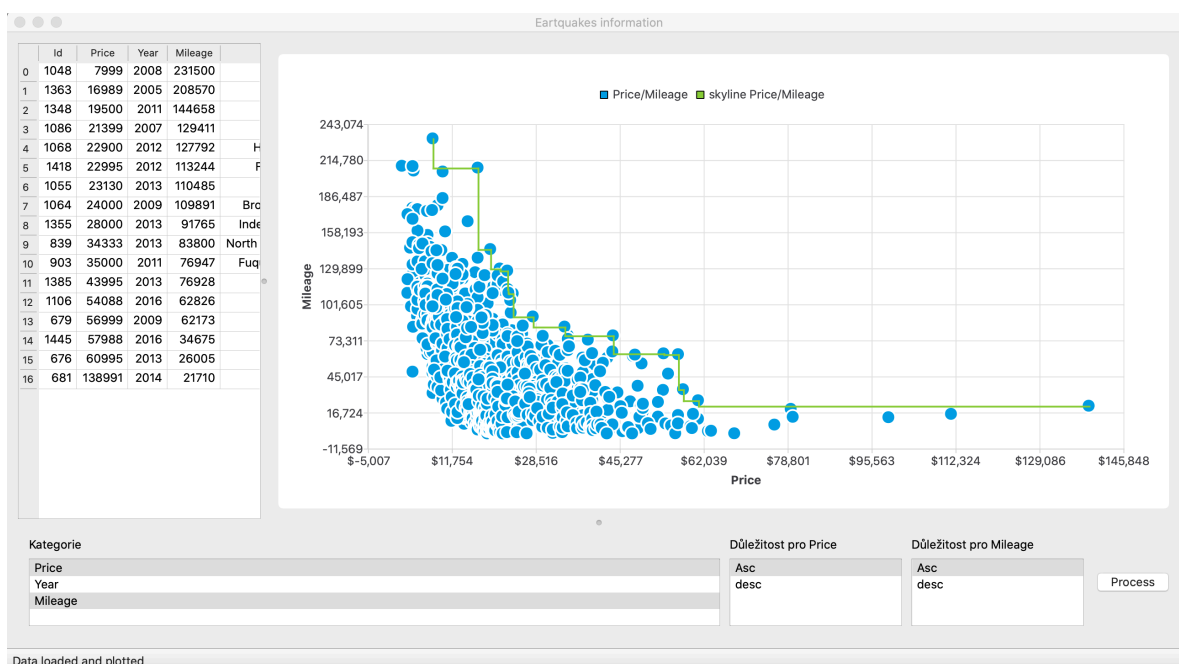 Eartquakes information
Id Price Year Mileage
0 1048 7999 2008 231500
1 1363 16989 2005 208570
2 1348 19500 2011 144658
3 1086 21399 2007 129411
4 1068 22900 2012 127792 H
5 1418 22995 2012 113244 F
6 1055 23130 2013 110485
7 1064 24000 2009 109891 Bro
8 1355 28000 2013 91765 Inde
9 839 34333 2013 83800 North
10 903 35000 2011 76947 Fuq
11 1385 43995 2013 76928
12 1106 54088 2016 62826
13 679 56999 2009 62173
14 1445 57988 2016 34675
15 676 60995 2013 26005
16 681 138991 2014 21710
Price/Mileage skyline Price/Mileage
243,074
214,780
186,487
158,193
129,899
101,605
73,311
45,017
16,724
-11,569
Mileage
$-5,007 $11,754 $28,516 $45,277 $62,039 $78,801 $95,563 $112,324 $129,086 $145,848
Price
Kategorie
Price
Year
Mileage
Důležitost pro Price
Asc
desc
Důležitost pro Mileage
Asc
desc
Process
Data loaded and plotted